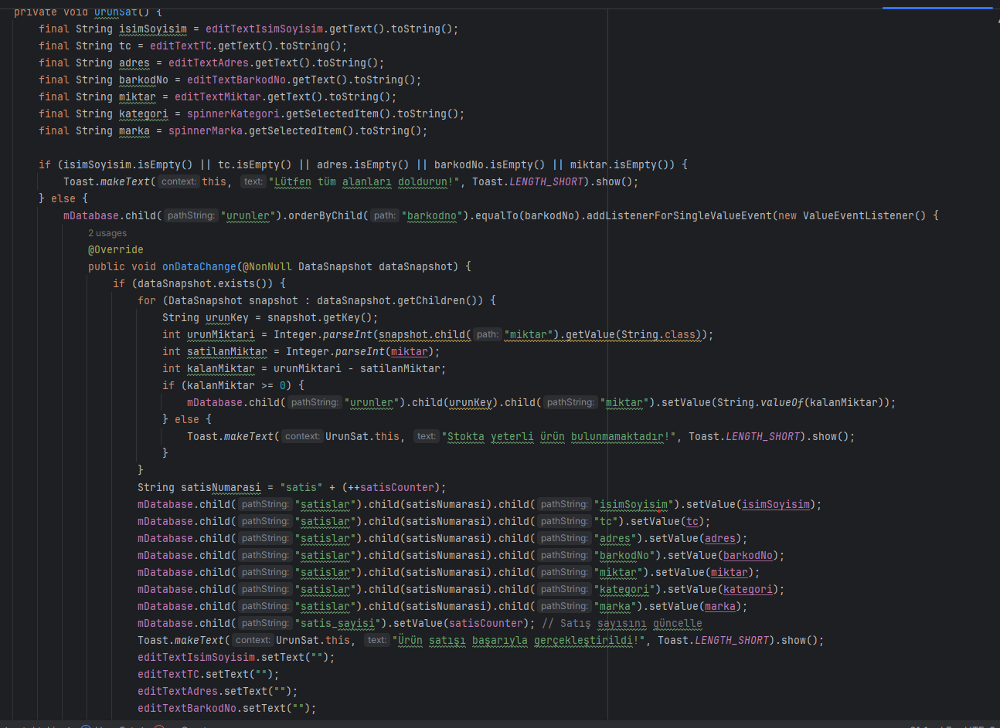 private void urunSat() {
final String isimSoyisim = editTextIsimSoyisim.getText().toString();
final String tc = editTextTC.getText().toString();
final String adres = editTextAdres.getText().toString();
final String barkodNo = editTextBarkodNo.getText().toString();
final String miktar = editTextMiktar.getText().toString();
final String kategori = spinnerKategori.getSelectedItem().toString();
final String marka = spinnerMarka.getSelectedItem().toString();
if (isimSoyisim.isEmpty() || tc.isEmpty() || adres.isEmpty() || barkodNo.isEmpty() || miktar.isEmpty()) {
Toast.makeText( context: this, text: "Lütfen tüm alanları doldurun!", Toast.LENGTH_SHORT).show();
} else {
mDatabase.child( pathString: "urunler").orderByChild( path: "barkodno").equalTo(barkodNo).addListenerForSingleValueEvent(new ValueEventListener() {
2 usages
@Override
public void onDataChange(@NonNull DataSnapshot dataSnapshot) {
if (dataSnapshot.exists()) {
for (DataSnapshot snapshot : dataSnapshot.getChildren()) {
String urunKey = snapshot.getKey();
int urunMiktari = Integer.parseInt(snapshot.child( path: "miktar").getValue(String.class));
int satilanMiktar = Integer.parseInt(miktar);
int kalanMiktar = urunMiktari - satilanMiktar;
if (kalanMiktar >= 0) {
mDatabase.child( pathString: "urunler").child(urunKey).child( pathString: "miktar").setValue(String.valueOf(kalanMiktar));
} else {
Toast.makeText( context: UrunSat.this, text: "Stokta yeterli ürün bulunmamaktadır!", Toast.LENGTH_SHORT).show();
}
}
String satisNumarasi = "satis" + (++satisCounter);
mDatabase.child( pathString: "satislar").child(satisNumarasi).child( pathString: "isimSoyisim").setValue(isimSoyisim);
mDatabase.child( pathString: "satislar").child(satisNumarasi).child( pathString: "tc").setValue(tc);
mDatabase.child( pathString: "satislar").child(satisNumarasi).child( pathString: "adres").setValue(adres);
mDatabase.child( pathString: "satislar").child(satisNumarasi).child( pathString: "barkodNo").setValue(barkodNo);
mDatabase.child( pathString: "satislar").child(satisNumarasi).child( pathString: "miktar").setValue(miktar);
mDatabase.child( pathString: "satislar").child(satisNumarasi).child( pathString: "kategori").setValue(kategori);
mDatabase.child( pathString: "satislar").child(satisNumarasi).child( pathString: "marka").setValue(marka);
mDatabase.child( pathString: "satis_sayisi").setValue(satisCounter); // Satış sayısını güncelle
Toast.makeText( context: UrunSat.this, text: "Ürün satışı başarıyla gerçekleştirildi!", Toast.LENGTH_SHORT).show();
editTextIsimSoyisim.setText("");
editTextTC.setText("");
editTextAdres.setText("");
editTextBarkodNo.setText("");